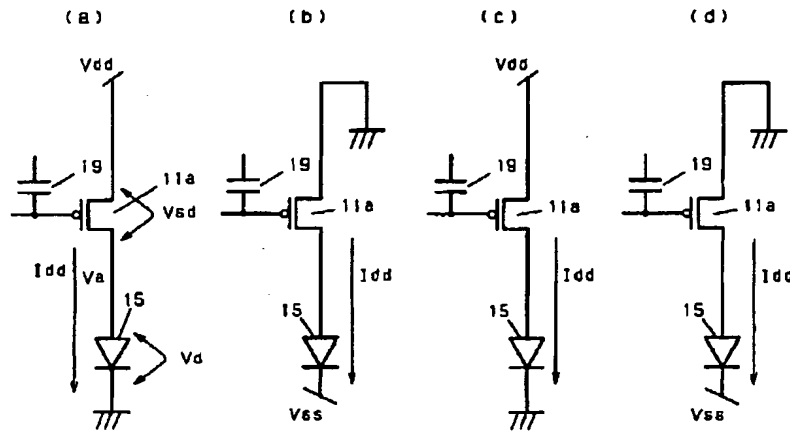 (a) (b) (c) (d)
Vdd Vdd
19 19 19 19
11a 11a 11a 11a
Vsd
Idd Va Idd Idd Idd
15 15 15 15
Vd
Vss Vss